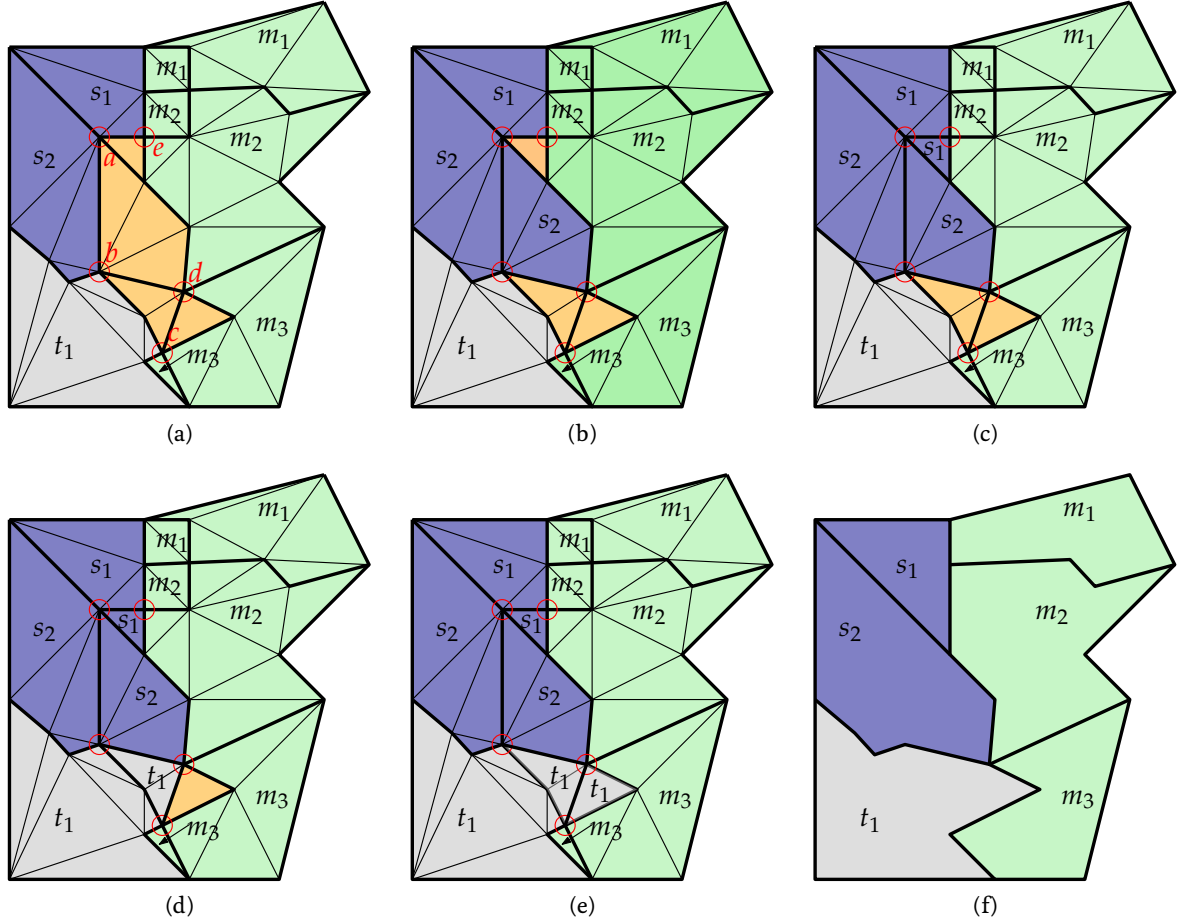 m₁
m₁
m₁
m₁
m₁
m₁
s₁
s₁
s₁
m₂
m₂
m₂
s₂
a
e
m₂
s₂
m₂
s₂
s₁
m₂
b
s₂
s₂
d
t₁
c
m₃
m₃
t₁
m₃
m₃
t₁
m₃
m₃
(a)
(b)
(c)
m₁
m₁
m₁
m₁
m₁
s₁
s₁
s₁
m₂
m₂
s₂
s₁
m₂
s₂
s₁
m₂
s₂
m₂
s₂
s₂
t₁
t₁
t₁
t₁
m₃
m₃
t₁
m₃
m₃
t₁
m₃
(d)
(e)
(f)